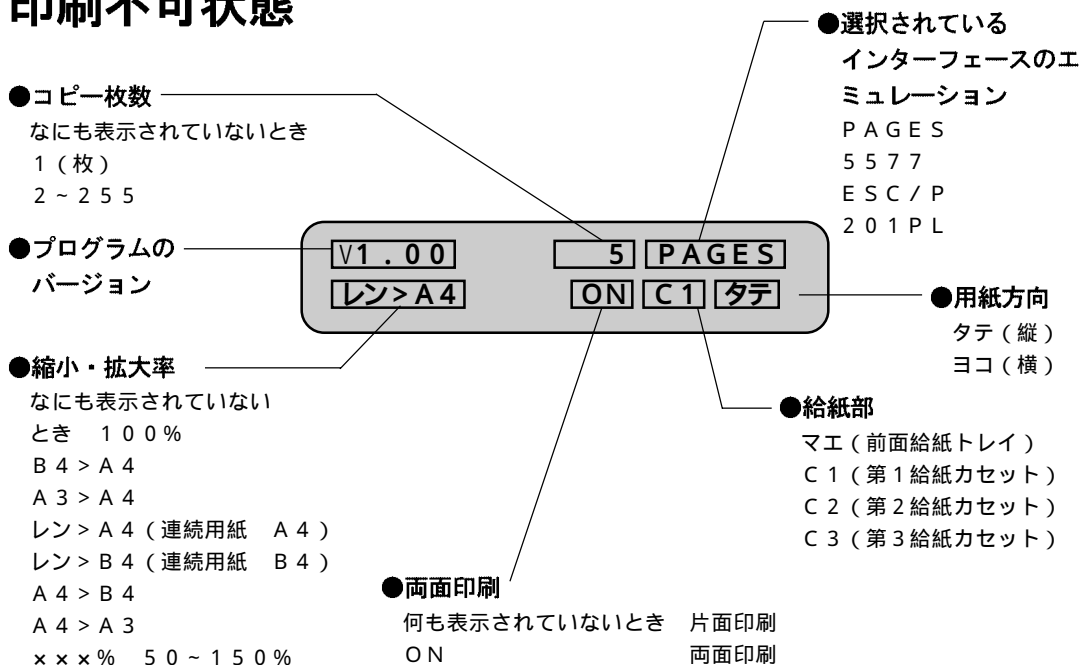 印刷不可状態
●選択されている
インターフェースのエ
ミュレーション
PAGES
5577
ESC/P
201PL
●コピー枚数
なにも表示されていないとき
1(枚)
2~255
●プログラムの
バージョン
V1.00 5 PAGES
レン>A4 ON C1 タテ
●用紙方向
タテ(縦)
ヨコ(横)
●縮小・拡大率
なにも表示されていない
とき 100%
B4>A4
A3>A4
レン>A4(連続用紙 A4)
レン>B4(連続用紙 B4)
A4>B4
A4>A3
×××% 50~150%
●給紙部
マエ(前面給紙トレイ)
C1(第1給紙カセット)
C2(第2給紙カセット)
C3(第3給紙カセット)
●両面印刷
何も表示されていないとき 片面印刷
ON 両面印刷